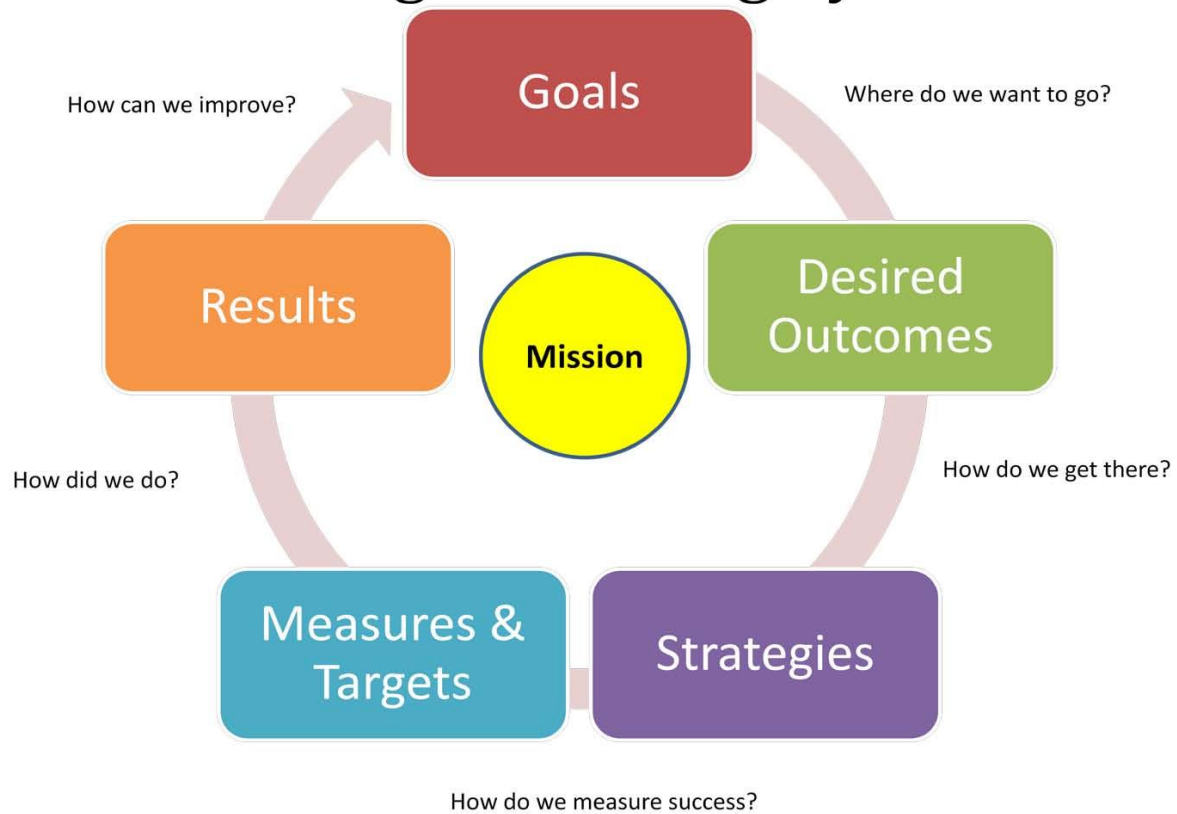 Goals
Where do we want to go?
Desired
Outcomes
How do we get there?
Strategies
How do we measure success?
Measures &
Targets
How did we do?
Results
How can we improve?
Mission